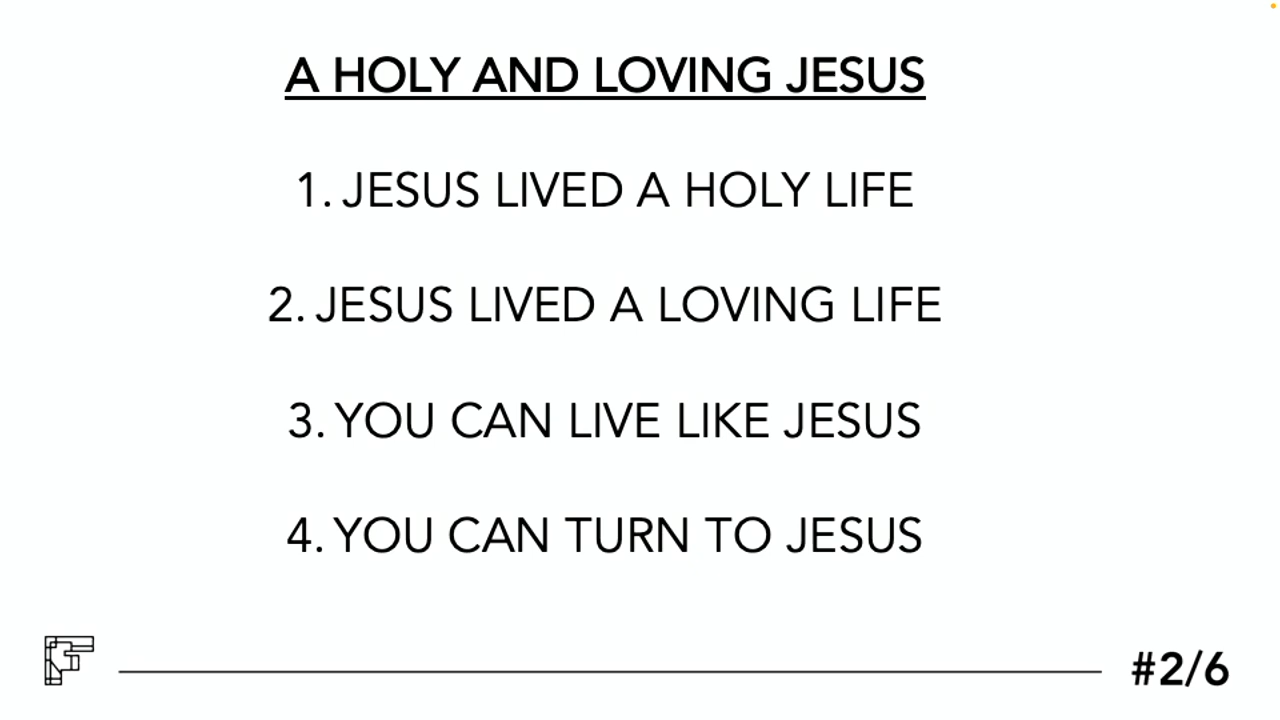 A HOLY AND LOVING JESUS
1. JESUS LIVED A HOLY LIFE
2. JESUS LIVED A LOVING LIFE
3. YOU CAN LIVE LIKE JESUS
4. YOU CAN TURN TO JESUS
#2/6